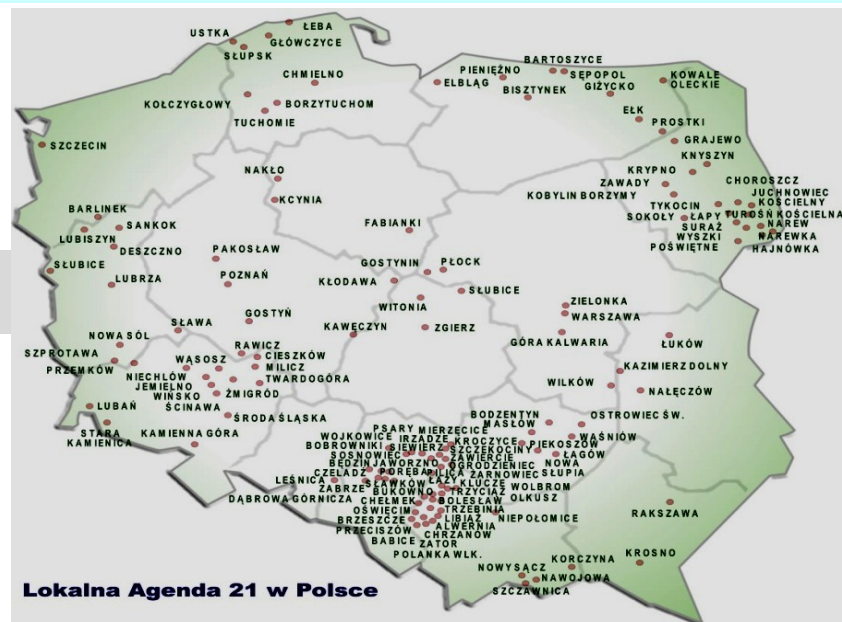 ŁEBA
USTKA
GŁÓWCZYCE
SŁUPSK
BARTOSZYCE
CHMIELNO
PIENIĘŻNO
SĘPOPOL
KOWALE
OLECKIE
ELBLĄG
BISZTYNEK
GIŻYCKO
KOŁCZYGŁOWY
BORZYTUCHOM
TUCHOMIE
EŁK
PROSTKI
SZCZECIN
GRAJEWO
KNYSZYN
NAKŁO
KRYPNO
CHOROSZCZ
ZAWADY
JUCHNOWIEC
KOŚCIELNY
KCYNIA
KOBYLIN BORZYMY
TYKOCIN
BARLINEK
SANKOK
FABIANKI
SOKOŁY
ŁAPY
TUROŚŃ KOŚCIELNA
SURAŻ
NAREW
LUBISZYN
WYSZKI
NAREWKA
DESZCZNO
PAKOSŁAW
POŚWIĘTNE
HAJNÓWKA
SŁUBICE
GOSTYNIN
PŁOCK
LUBRZA
POZNAŃ
KŁODAWA
SŁUBICE
WITONIA
ZIELONKA
WARSZAWA
SŁAWA
GOSTYŃ
KAWĘCZYN
ZGIERZ
GÓRA KALWARIA
ŁUKÓW
NOWA SÓL
RAWICZ
SZPROTAWA
WĄSOSZ
CIESZKÓW
KAZIMIERZ DOLNY
PRZEMKÓW
NIECHLÓW
MILICZ
JEMIELNO
TWARDOGÓRA
WILKÓW
NAŁĘCZÓW
WIŃSKO
ŻMIGRÓD
LUBAŃ
ŚCINAWA
BODZENTYN
OSTROWIEC ŚW.
STARA
KAMIENICA
ŚRODA ŚLĄSKA
MASŁÓW
KAMIENNA GÓRA
PSARY
MIERZĘCICE
WOJKOWICE
IRZĄDZE
KROCZYCE
PIEKOSZÓW
WAŚNIÓW
BOBROWNIKI
SIEWIERZ
SZCZEKOCINY
ŁAGÓW
SOSNOWIEC
ZAWIERCIE
NOWA
SŁUPIA
BĘDZIN
JAWORZNO
OGRODZIENIEC
CZELADŹ
PORĘBA
PILICA
ŻARNOWIEC
LEŚNICA
ZABRZE
SŁAWKÓW
ŁAZY
KLUCZE
WOLBROM
DĄBROWA GÓRNICZA
BUKOWNO
TRZYCIĄŻ
OLKUSZ
CHEŁMEK
BOLESŁAW
RAKSZAWA
OŚWIĘCIM
TRZEBINIA
BRZESZCZE
LIBIĄŻ
NIEPOŁOMICE
PRZECISZÓW
ALWERNIA
BABICE
CHRZANÓW
ZATOR
POLANKA WLK.
KORCZYNA
KROSNO
NOWY SĄCZ
NAWOJOWA
SZCZAWNICA
Lokalna Agenda 21 w Polsce